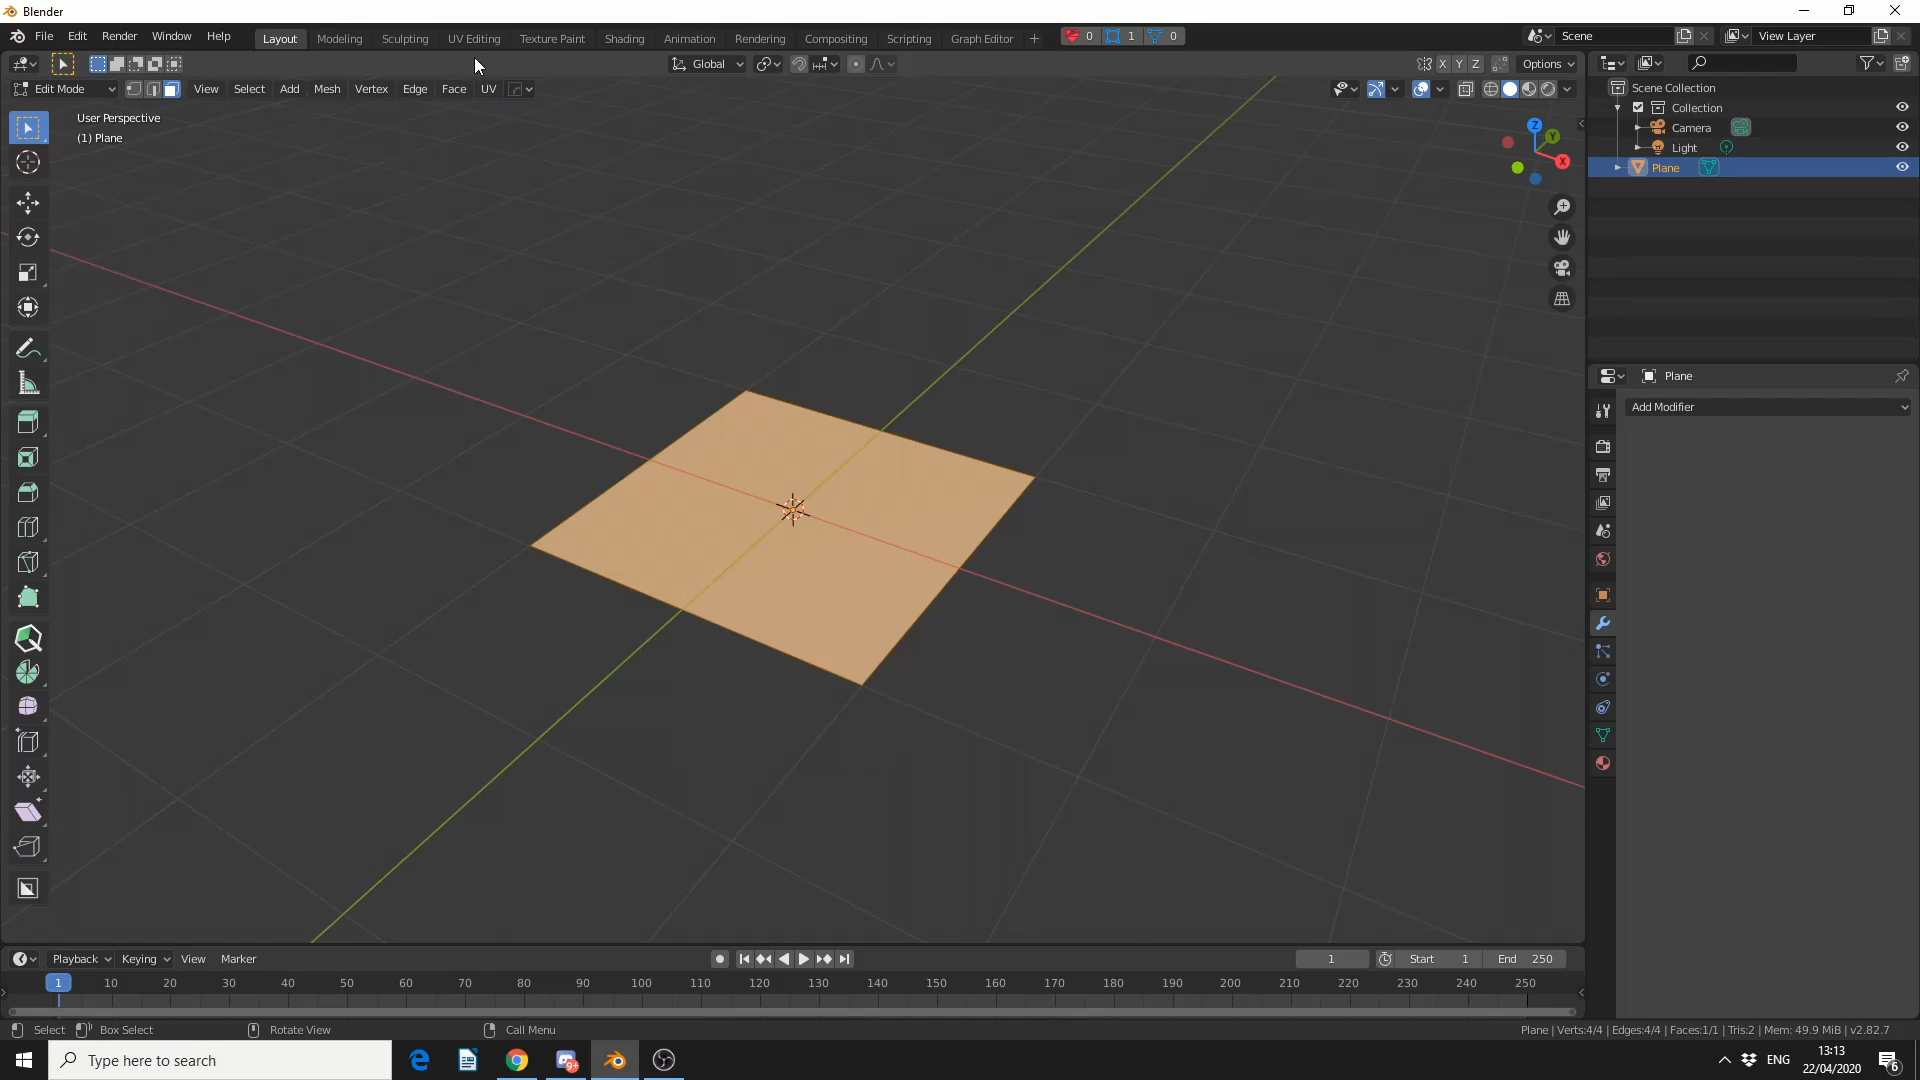 Blender
File Edit Render Window Help Layout Modeling Sculpting UV Editing Texture Paint Shading Animation Rendering Compositing Scripting Graph Editor + 0 1 0 Scene View Layer
Global X Y Z Options
Edit Mode View Select Add Mesh Vertex Edge Face UV
User Perspective
(1) Plane
Z Y X
Scene Collection
Collection
Camera
Light
Plane
Plane
Add Modifier
Playback Keying View Marker 1 Start 1 End 250
1 10 20 30 40 50 60 70 80 90 100 110 120 130 140 150 160 170 180 190 200 210 220 230 240 250
Select Box Select Rotate View Call Menu Plane | Verts:4/4 | Edges:4/4 | Faces:1/1 | Tris:2 | Mem: 49.9 MiB | v2.82.7
Type here to search 9+ ENG 13:13 6
22/04/2020